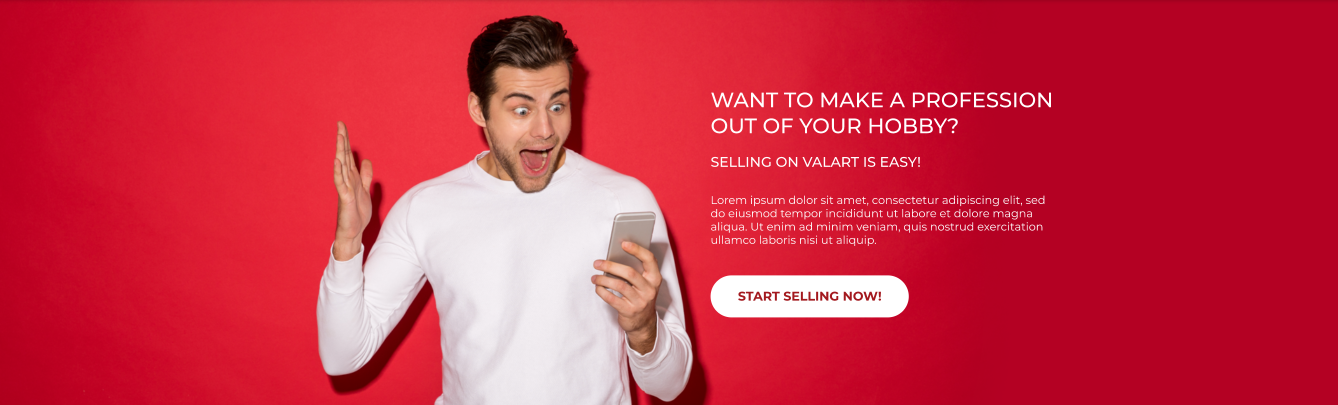 WANT TO MAKE A PROFESSION
OUT OF YOUR HOBBY?
SELLING ON VALART IS EASY!
Lorem ipsum dolor sit amet, consectetur adipiscing elit, sed
do eiusmod tempor incididunt ut labore et dolore magna
aliqua. Ut enim ad minim veniam, quis nostrud exercitation
ullamco laboris nisi ut aliquip.
START SELLING NOW!